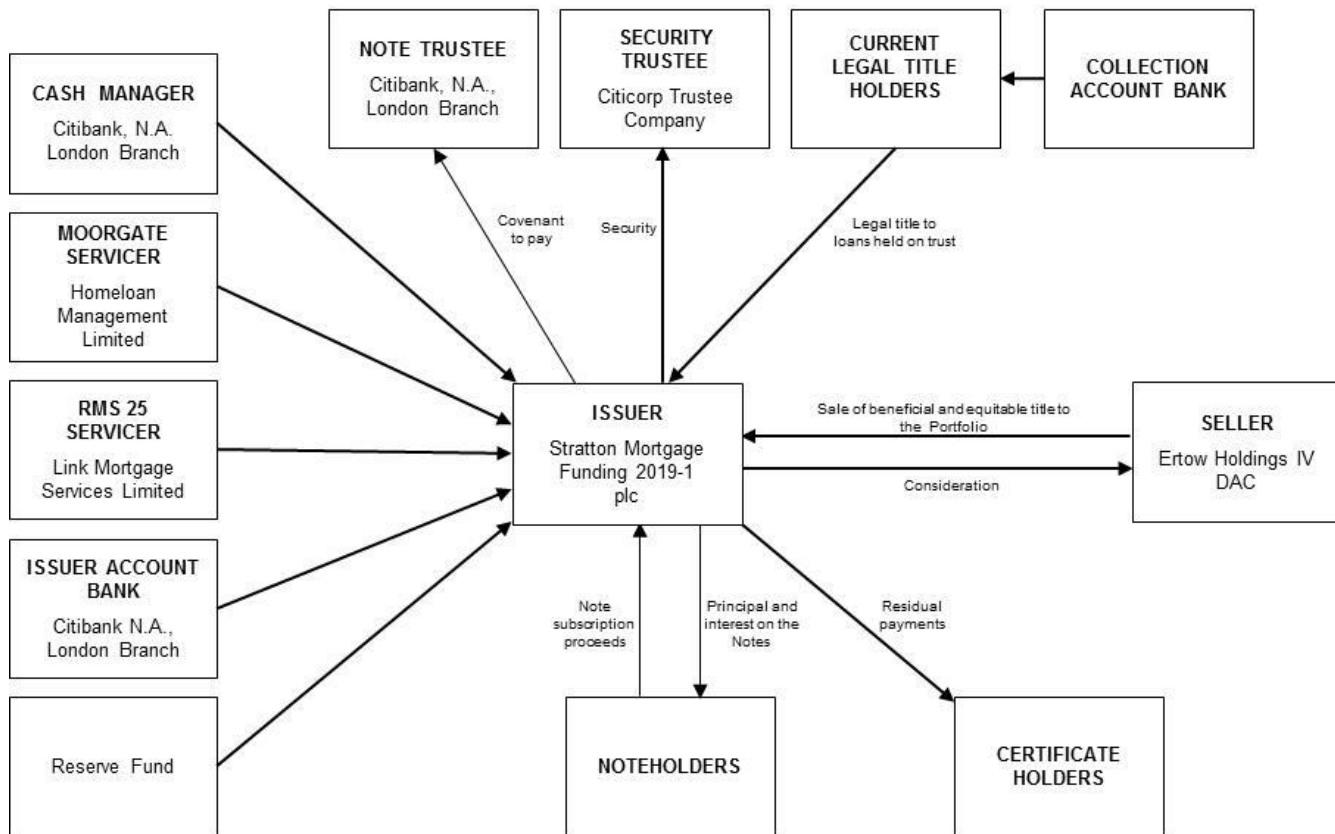 NOTE TRUSTEE
Citibank, N.A.,
London Branch
SECURITY
TRUSTEE
Citicorp Trustee
Company
CURRENT
LEGAL TITLE
HOLDERS
COLLECTION
ACCOUNT BANK
CASH MANAGER
Citibank, N.A.
London Branch
MOORGATE
SERVICER
Homeloan
Management
Limited
RMS 25
SERVICER
Link Mortgage
Services Limited
ISSUER ACCOUNT
BANK
Citibank N.A.,
London Branch
Reserve Fund
Covenant
to pay
Security
Legal title to
loans held on trust
ISSUER
Stratton Mortgage
Funding 2019-1
plc
Sale of beneficial and equitable title to
the Portfolio
Consideration
SELLER
Ertow Holdings IV
DAC
Note
subscription
proceeds
Principal and
interest on the
Notes
Residual
payments
NOTEHOLDERS
CERTIFICATE
HOLDERS